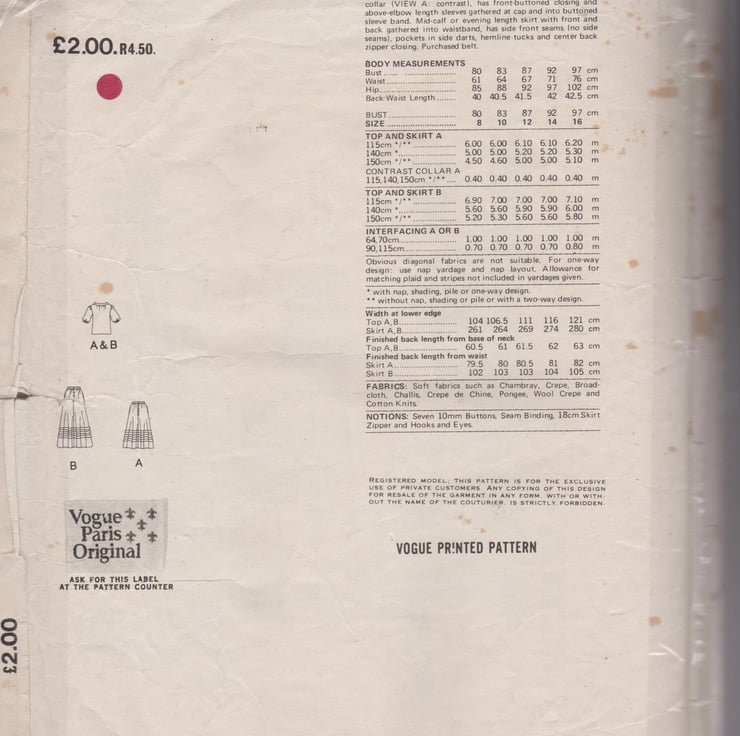 £2.00.R4.50.
collar (VIEW A: contrast), has front-buttoned closing and
above-elbow length sleeves gathered at cap and into buttoned
sleeve band. Mid-calf or evening length skirt with front and
back gathered into waistband, has side front seams (no side
seams), pockets in side darts, hemline tucks and center back
zipper closing. Purchased belt.
BODY MEASUREMENTS
Bust .... ...................... 80 83 87 92 97 cm
Waist........................... 61 64 67 71 76 cm
Hip............................. 85 88 92 97 102 cm
Back Waist Length........ 40 40.5 41.5 42 42.5 cm
BUST............................ 80 83 87 92 97 cm
SIZE............................ 8 10 12 14 16
TOP AND SKIRT A
115cm */**................ 6.00 6.00 6.10 6.10 6.20 m
140cm *.................... 5.00 5.00 5.20 5.20 5.30 m
150cm */**................ 4.50 4.60 5.00 5.00 5.10 m
CONTRAST COLLAR A
115,140,150cm */** .... 0.40 0.40 0.40 0.40 0.40 m
TOP AND SKIRT B
115cm */**................ 6.90 7.00 7.00 7.00 7.10 m
140cm *.................... 5.60 5.60 5.90 5.90 6.00 m
150cm */**................ 5.20 5.30 5.60 5.60 5.80 m
INTERFACING A OR B
64,70cm.................... 1.00 1.00 1.00 1.00 1.00 m
90,115cm................... 0.70 0.70 0.70 0.70 0.80 m
Obvious diagonal fabrics are not suitable. For one-way
design: use nap yardage and nap layout. Allowance for
matching plaid and stripes not included in yardages given.
* with nap, shading, pile or one-way design.
** without nap, shading or pile or with a two-way design.
Width at lower edge
Top A,B..................... 104 106.5 111 116 121 cm
Skirt A,B................... 261 264 269 274 280 cm
Finished back length from base of neck
Top A,B..................... 60.5 61 61.5 62 63 cm
Finished back length from waist
Skirt A...................... 79.5 80 80.5 81 82 cm
Skirt B...................... 102 103 103 104 105 cm
FABRICS: Soft fabrics such as Chambray, Crepe, Broad-
cloth, Challis, Crepe de Chine, Pongee, Wool Crepe and
Cotton Knits.
NOTIONS: Seven 10mm Buttons, Seam Binding, 18cm Skirt
Zipper and Hooks and Eyes.
A & B
B
A
REGISTERED MODEL: THIS PATTERN IS FOR THE EXCLUSIVE
USE OF PRIVATE CUSTOMERS. ANY COPYING OF THIS DESIGN
FOR RESALE OF THE GARMENT IN ANY FORM, WITH OR WITH-
OUT THE NAME OF THE COUTURIER, IS STRICTLY FORBIDDEN.
Vogue
Paris
Original
VOGUE PRINTED PATTERN
ASK FOR THIS LABEL
AT THE PATTERN COUNTER
£2.00